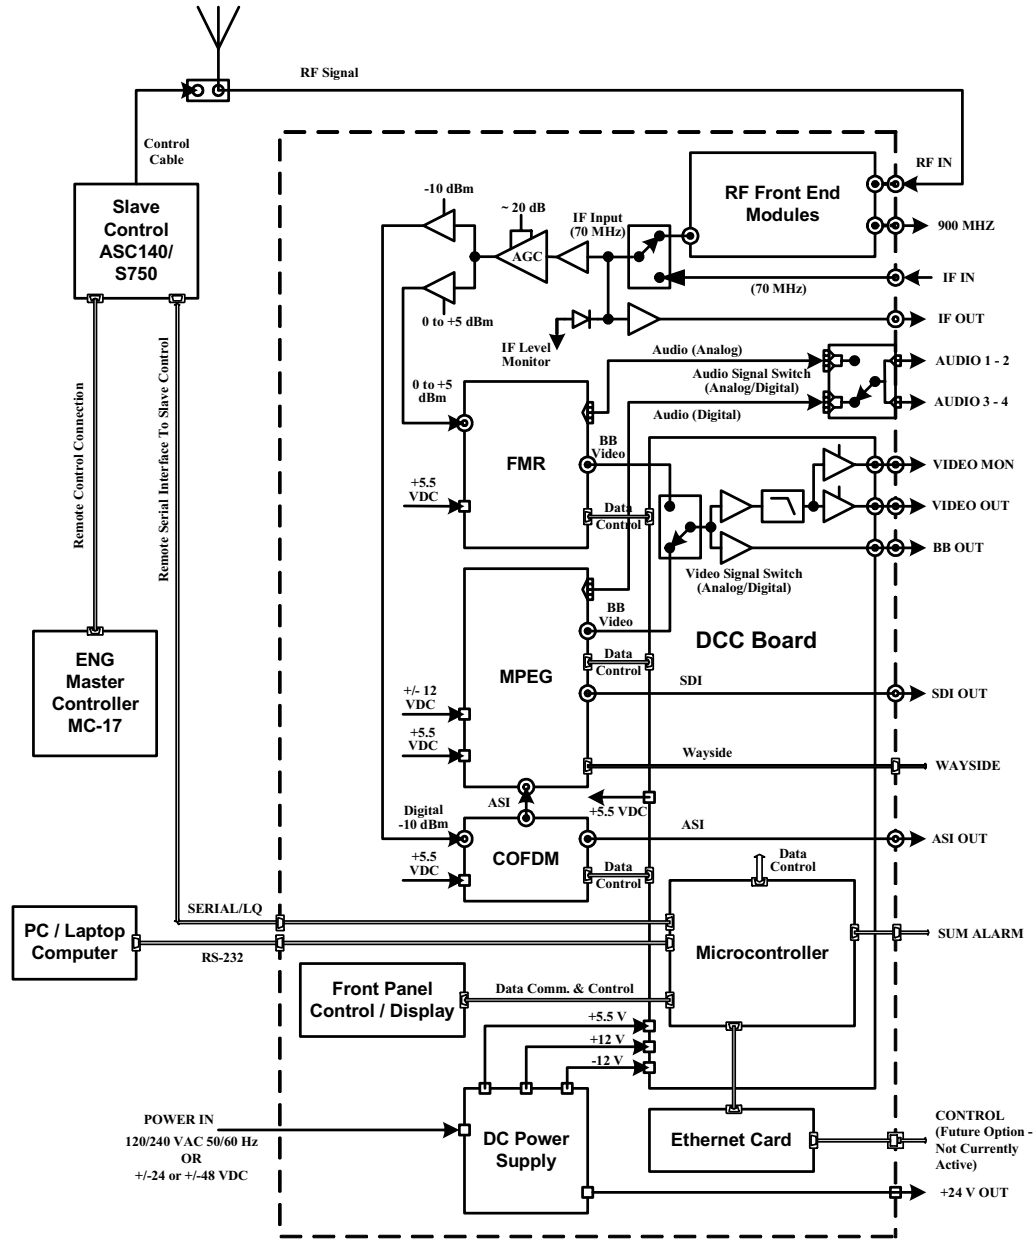 RF Signal
Control
Cable
RF IN
Slave
Control
ASC140/
S750
-10 dBm
~ 20 dB
AGC
IF Input
(70 MHz)
RF Front End
Modules
900 MHZ
(70 MHz)
IF IN
0 to +5 dBm
IF OUT
IF Level
Monitor
Audio (Analog)
AUDIO 1 - 2
Audio Signal Switch
(Analog/Digital)
0 to +5
dBm
AUDIO 3 - 4
Audio (Digital)
Remote Control Connection
Remote Serial Interface To Slave Control
FMR
BB
Video
VIDEO MON
+5.5
VDC
Data
Control
VIDEO OUT
BB OUT
Video Signal Switch
(Analog/Digital)
BB
Video
DCC Board
ENG
Master
Controller
MC-17
MPEG
Data
Control
SDI
SDI OUT
+/- 12
VDC
+5.5
VDC
Wayside
WAYSIDE
ASI
+5.5 VDC
Digital
-10 dBm
ASI
ASI OUT
COFDM
+5.5
VDC
Data
Control
Data
Control
SERIAL/LQ
PC / Laptop
Computer
RS-232
Microcontroller
SUM ALARM
Front Panel
Control / Display
Data Comm. & Control
+5.5 V
+12 V
-12 V
POWER IN
120/240 VAC 50/60 Hz
OR
+/-24 or +/-48 VDC
DC Power
Supply
Ethernet Card
CONTROL
(Future Option -
Not Currently
Active)
+24 V OUT